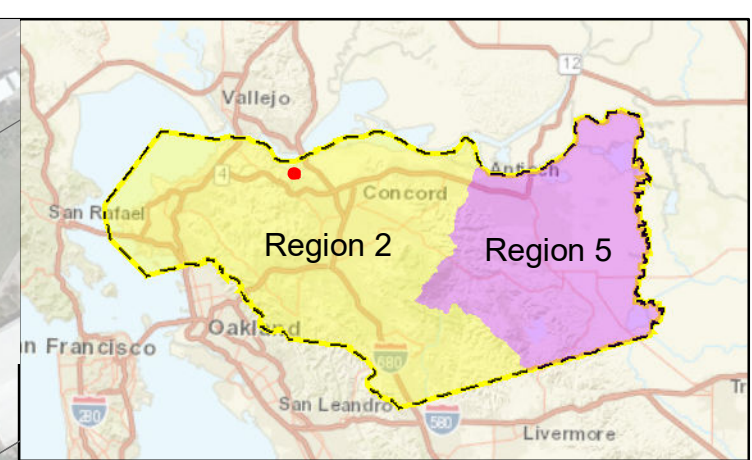 12
Vallejo
Antioch
4
Concord
San Rafael
Region 2
Region 5
Oakland
n Francisco
680
Tr
San Leandro
280
580
Livermore